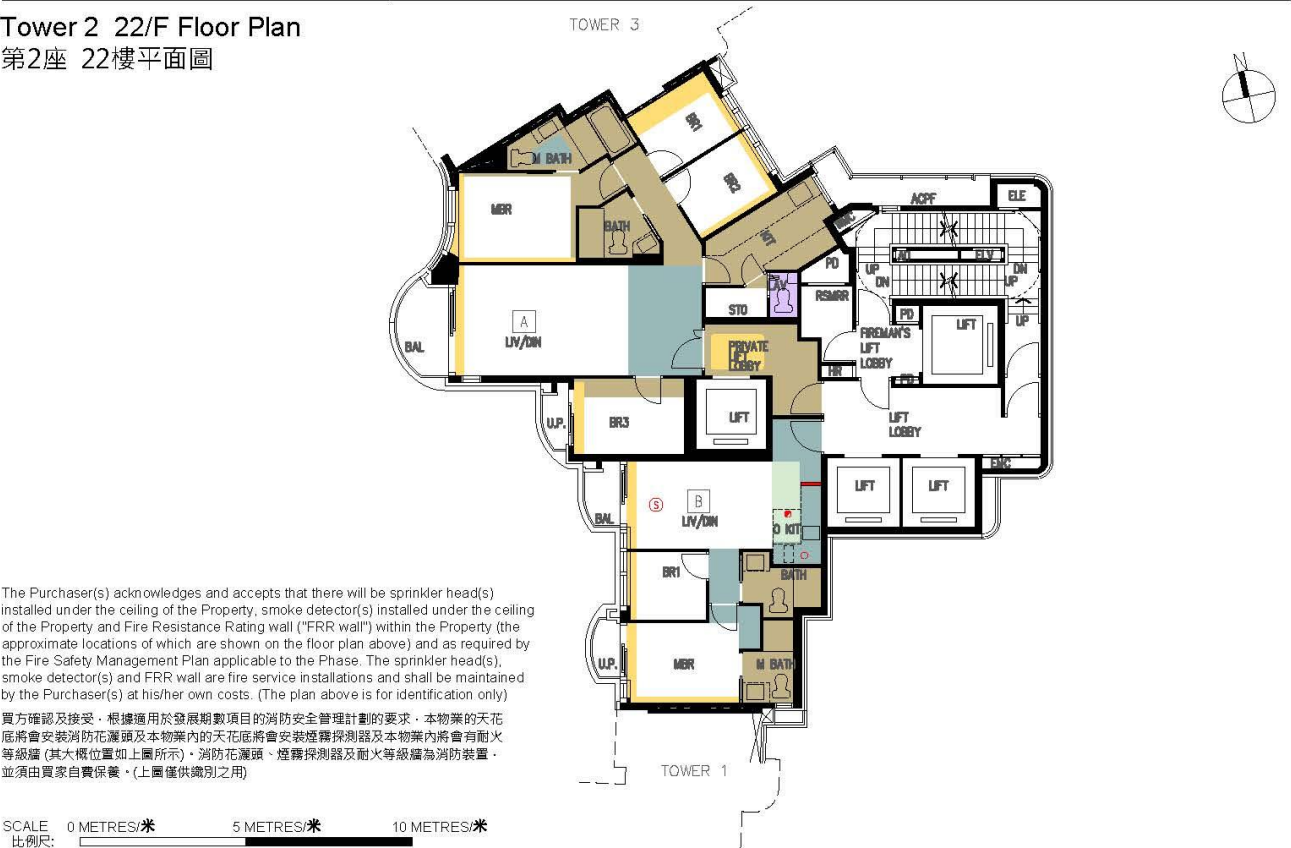 Tower 2 22/F Floor Plan
第2座 22樓平面圖
TOWER 3
N
BR1
BR2
M BATH
MBR
BATH
KIT
ACPF
ELE
EMC
AD
ELV
UP
DN
DN
UP
PD
LAV
RSMRR
STO
PD
UP
A
LIV/DIN
BAL
PRIVATE
LIFT
LOBBY
FIREMAN'S
LIFT
LOBBY
LIFT
HR
PD
U.P.
BR3
LIFT
LIFT
LOBBY
EMC
LIFT
LIFT
B
LIV/DIN
S
BAL
O KIT
BR1
BATH
U.P.
MBR
M BATH
The Purchaser(s) acknowledges and accepts that there will be sprinkler head(s)
installed under the ceiling of the Property, smoke detector(s) installed under the ceiling
of the Property and Fire Resistance Rating wall ("FRR wall") within the Property (the
approximate locations of which are shown on the floor plan above) and as required by
the Fire Safety Management Plan applicable to the Phase. The sprinkler head(s),
smoke detector(s) and FRR wall are fire service installations and shall be maintained
by the Purchaser(s) at his/her own costs. (The plan above is for identification only)
買方確認及接受，根據適用於發展期數項目的消防安全管理計劃的要求，本物業的天花
底將會安裝消防花灑頭及本物業內的天花底將會安裝煙霧探測器及本物業內將會有耐火
等級牆 (其大概位置如上圖所示)。消防花灑頭、煙霧探測器及耐火等級牆為消防裝置，
並須由買家自費保養。(上圖僅供識別之用)
TOWER 1
SCALE 0 METRES/米 5 METRES/米 10 METRES/米
比例尺: